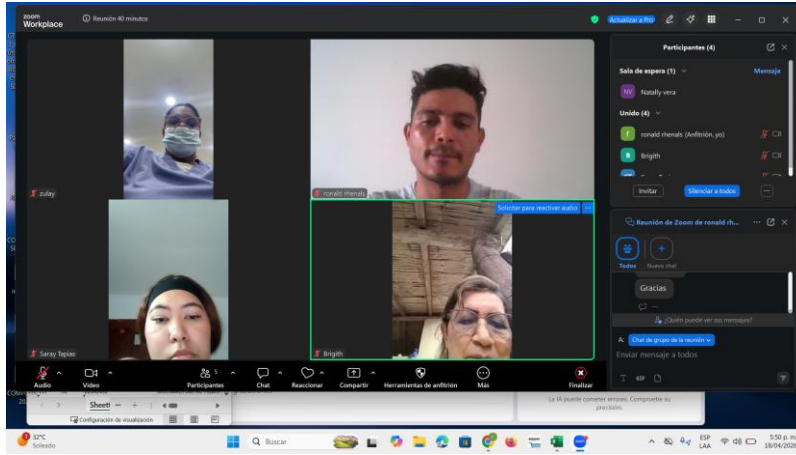 zoom
Workplace
Reunión 40 minutos
Actualizar a Pro
zulay
ronald rhenals
Solicitar para reactivar audio
Saray Tapias
Brigith
Participantes (4)
Sala de espera (1)
Mensaje
NV
Natally vera
Unido (4)
r
ronald rhenals (Anfitrión, yo)
B
Brigith
Invitar
Silenciar a todos
Reunión de Zoom de ronald rh...
Todos
Nuevo chat
Gracias
¿Quién puede ver sus mensajes?
A:
Chat de grupo de la reunión
Enviar mensaje a todos
GIF
Audio
Video
Participantes
5
Chat
Reaccionar
Compartir
Herramientas de anfitrión
Más
Finalizar
Sheet1
Configuración de visualización
La IA puede cometer errores. Compruebe su
precisión.
32°C
Soleado
Buscar
ESP
LAA
5:50 p. m.